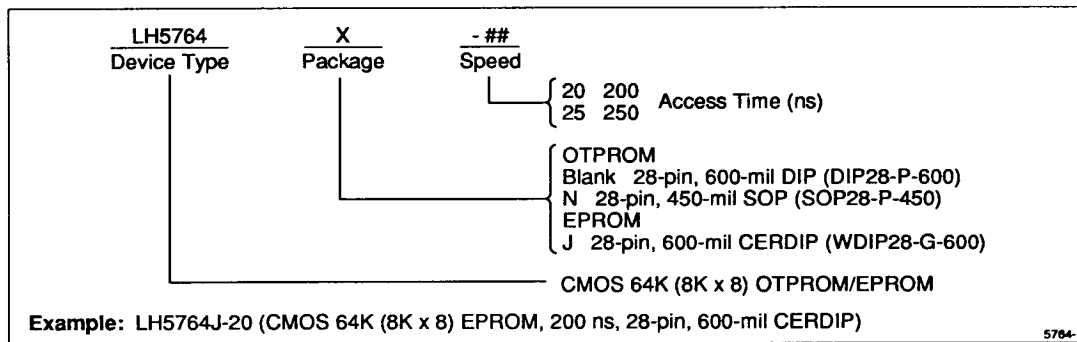 LH5764 X - ##
Device Type Package Speed
20 200
25 250
Access Time (ns)
OTPROM
Blank 28-pin, 600-mil DIP (DIP28-P-600)
N 28-pin, 450-mil SOP (SOP28-P-450)
EPROM
J 28-pin, 600-mil CERDIP (WDIP28-G-600)
CMOS 64K (8K x 8) OTPROM/EPROM
Example: LH5764J-20 (CMOS 64K (8K x 8) EPROM, 200 ns, 28-pin, 600-mil CERDIP)
5764-